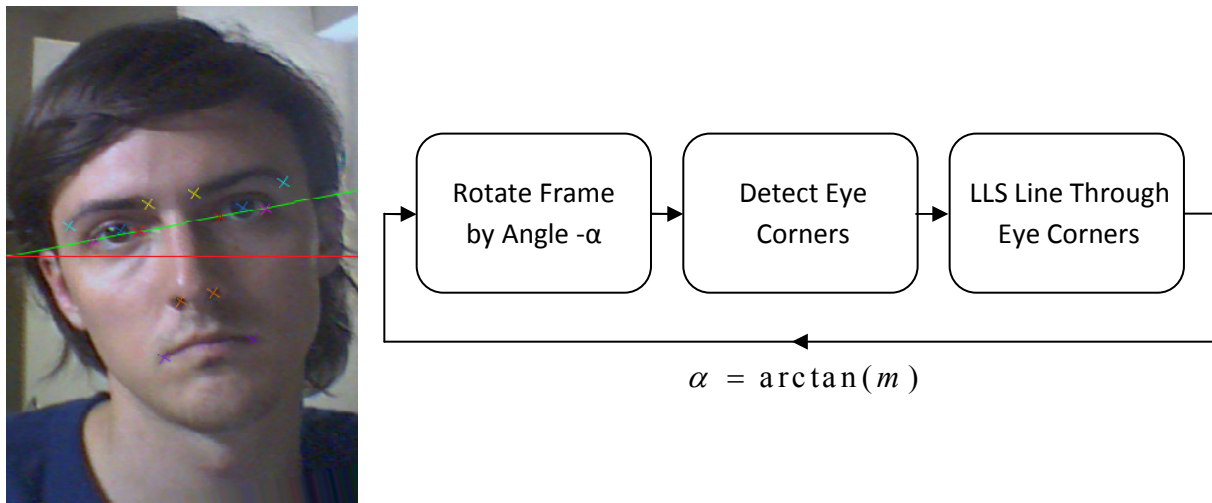 Rotate Frame
by Angle -α
Detect Eye
Corners
LLS Line Through
Eye Corners
α = arctan(m)